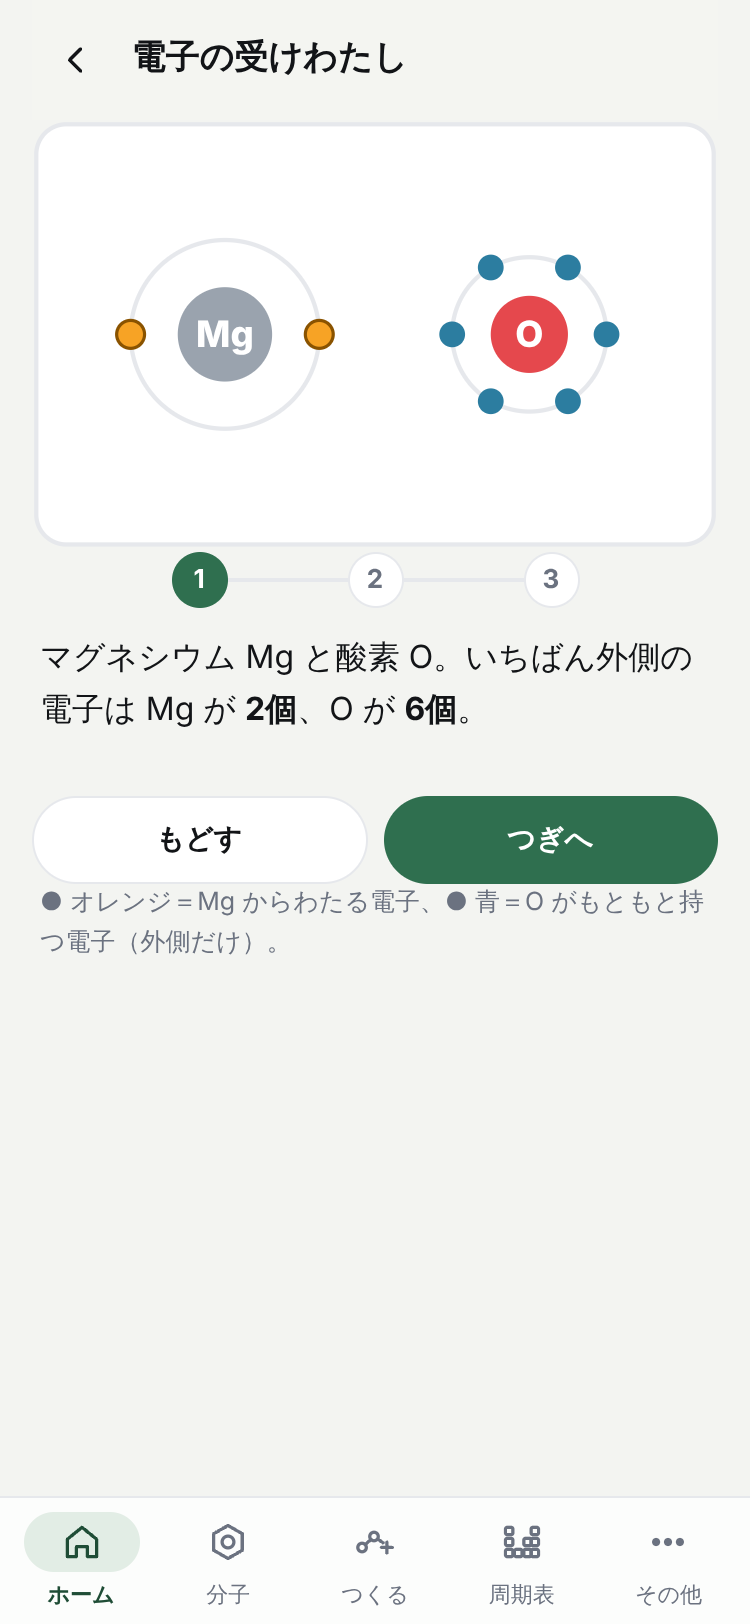 電子の受けわたし
Mg
O
1
2
3
マグネシウム Mg と酸素 O。いちばん外側の
電子は Mg が 2個、O が 6個。
もどす
つぎへ
● オレンジ＝Mg からわたる電子、● 青＝O がもともと持
つ電子（外側だけ）。
ホーム
分子
つくる
周期表
その他